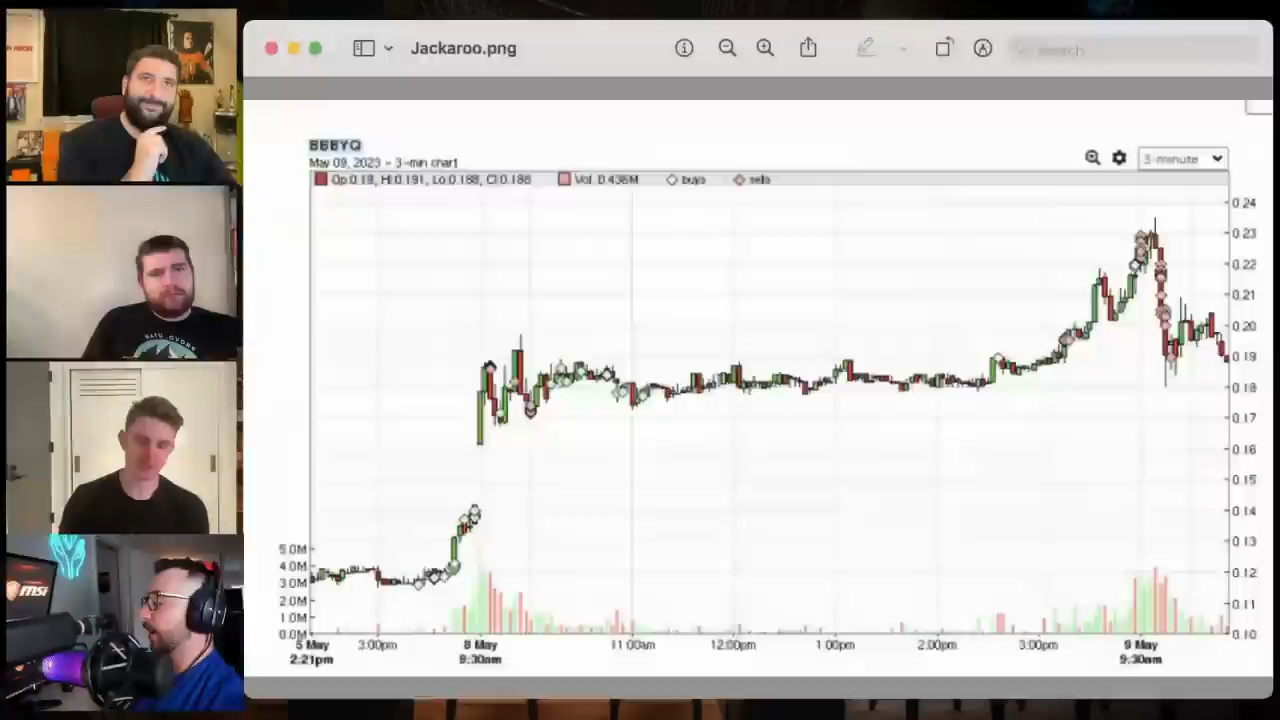 Jackaroo.png
Search
BBBYQ
May 09, 2023 - 3-min chart
3-minute
Op:0.19, Hi:0.191, Lo:0.188, Cl:0.188 Vol: 0.436M buys sells
0.24
0.23
0.22
0.21
0.20
0.19
0.18
0.17
0.16
0.15
0.14
0.13
0.12
0.11
0.10
5.0M
4.0M
3.0M
2.0M
1.0M
0.0M
5 May 3:00pm 8 May 11:00am 12:00pm 1:00pm 2:00pm 3:00pm 9 May
2:21pm 9:30am 9:30am
msi